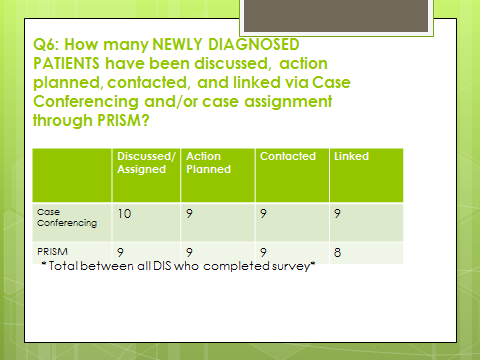 Q6: How many NEWLY DIAGNOSED
PATIENTS have been discussed, action
planned, contacted, and linked via Case
Conferencing and/or case assignment
through PRISM?
Discussed/ Assigned Action Planned Contacted Linked
Case Conferencing 10 9 9 9
PRISM 9 9 9 8
*Total between all DIS who completed survey*